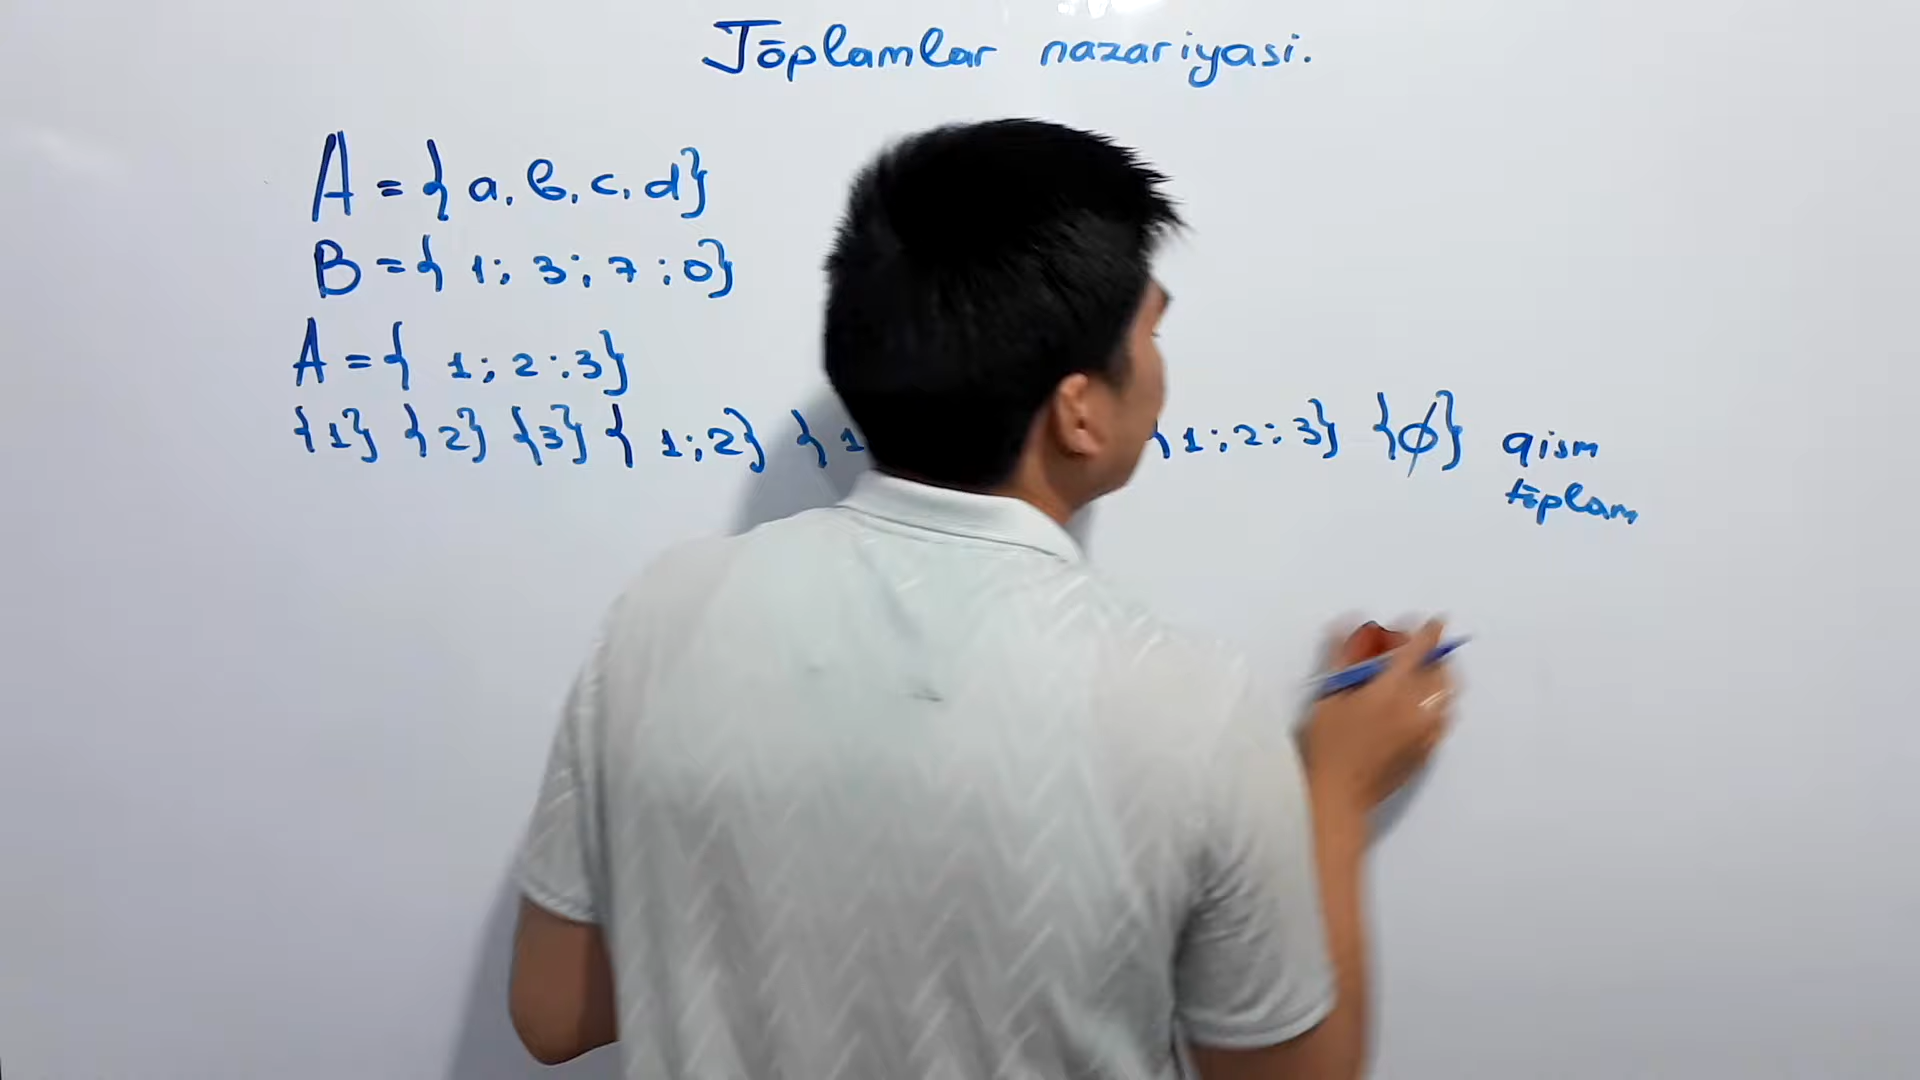 Tōplamlar nazariyasi.
A = { a, b, c, d}
B = { 1; 3; 7; 0}
A = { 1; 2; 3}
{1} {2} {3} { 1; 2} { 1 {1; 2; 3} {∅} qism
tōplam